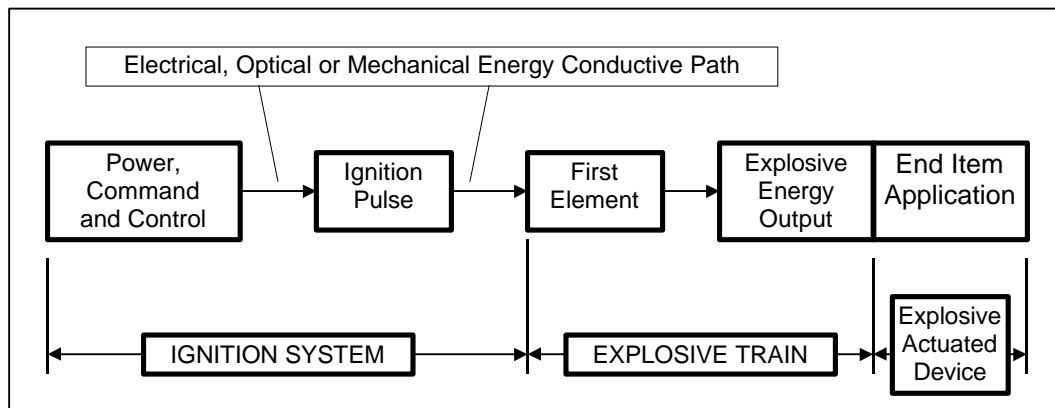 Electrical, Optical or Mechanical Energy Conductive Path
Power,
Command
and Control
Ignition
Pulse
First
Element
Explosive
Energy
Output
End Item
Application
IGNITION SYSTEM
EXPLOSIVE TRAIN
Explosive
Actuated
Device